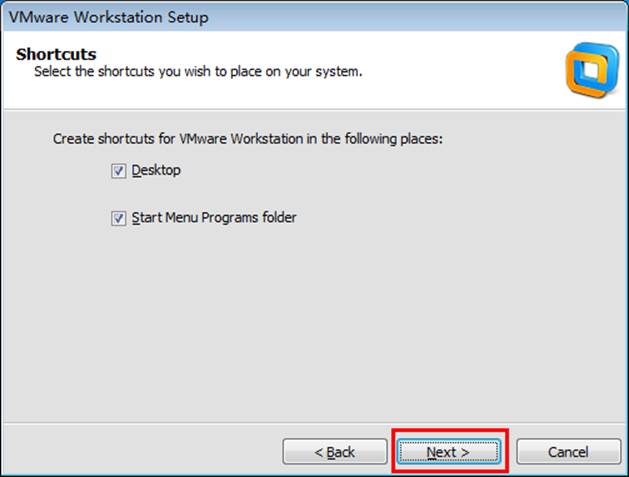 VMware Workstation Setup
Shortcuts
Select the shortcuts you wish to place on your system.
Create shortcuts for VMware Workstation in the following places:
Desktop
Start Menu Programs folder
< Back
Next >
Cancel